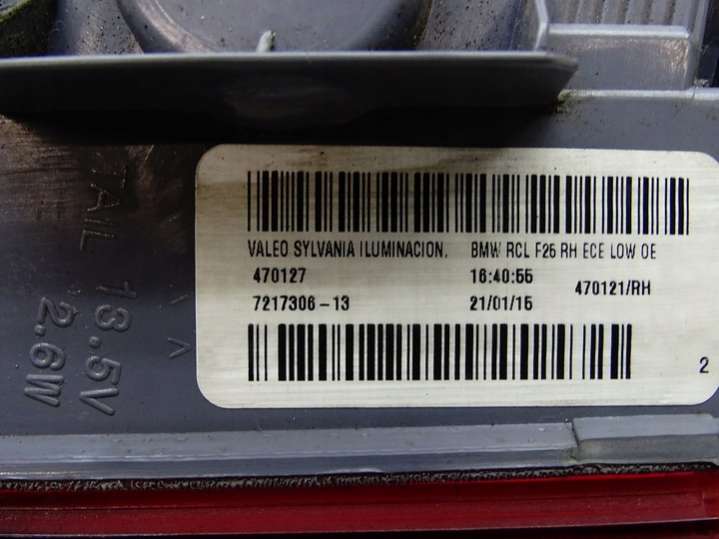 VALEO SYLVANIA ILUMINACION. BMW RCL F26 RH ECE LOW OE
470127 16:40:55 470121/RH
7217306-13 21/01/15
2
TAIL 13.5V
2.6W